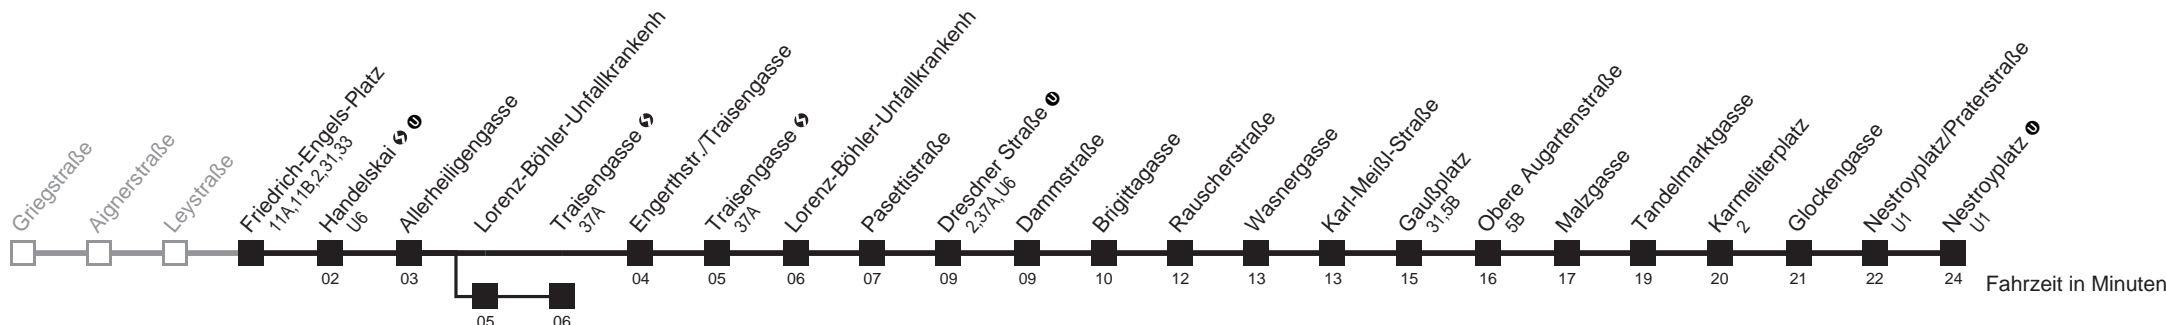 Griegstraße
Aignerstraße
Leystraße
Friedrich-Engels-Platz
11A,11B,2,31,33
Handelskai S U
U6
02
Allerheiligengasse
03
Lorenz-Böhler-Unfallkrankenh
05
Traisengasse S
37A
06
Engerthstr./Traisengasse
04
Traisengasse S
37A
05
Lorenz-Böhler-Unfallkrankenh
06
Pasettistraße
07
Dresdner Straße U
2,37A,U6
09
Dammstraße
09
Brigittagasse
10
Rauscherstraße
12
Wasnergasse
13
Karl-Meißl-Straße
13
Gaußplatz
31,5B
15
Obere Augartenstraße
5B
16
Malzgasse
17
Tandelmarktgasse
19
Karmeliterplatz
2
20
Glockengasse
21
Nestroyplatz/Praterstraße
U1
22
Nestroyplatz U
U1
24
Fahrzeit in Minuten